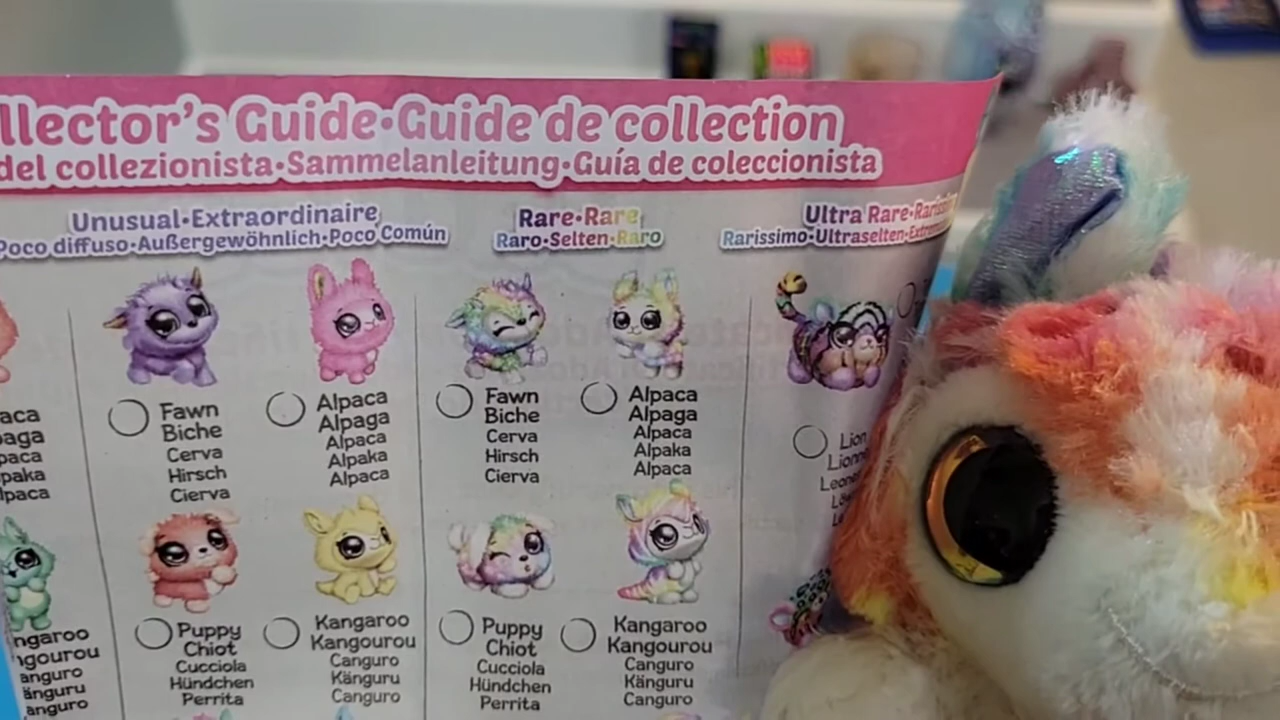 llector's Guide•Guide de collection
del collezionista•Sammelanleitung•Guía de coleccionista
Unusual•Extraordinaire
Poco diffuso•Außergewöhnlich•Poco Común
Rare•Rare
Raro•Selten•Raro
Ultra Rare•
Rarissimo•Ultraselten•
aca
paga
paca
paka
lpaca
Fawn
Biche
Cerva
Hirsch
Cierva
Alpaca
Alpaga
Alpaca
Alpaka
Alpaca
Fawn
Biche
Cerva
Hirsch
Cierva
Alpaca
Alpaga
Alpaca
Alpaka
Alpaca
Lion
ngaroo
ngourou
anguro
änguru
anguro
Puppy
Chiot
Cucciola
Hündchen
Perrita
Kangaroo
Kangourou
Canguro
Känguru
Canguro
Puppy
Chiot
Cucciola
Hündchen
Perrita
Kangaroo
Kangourou
Canguro
Känguru
Canguro